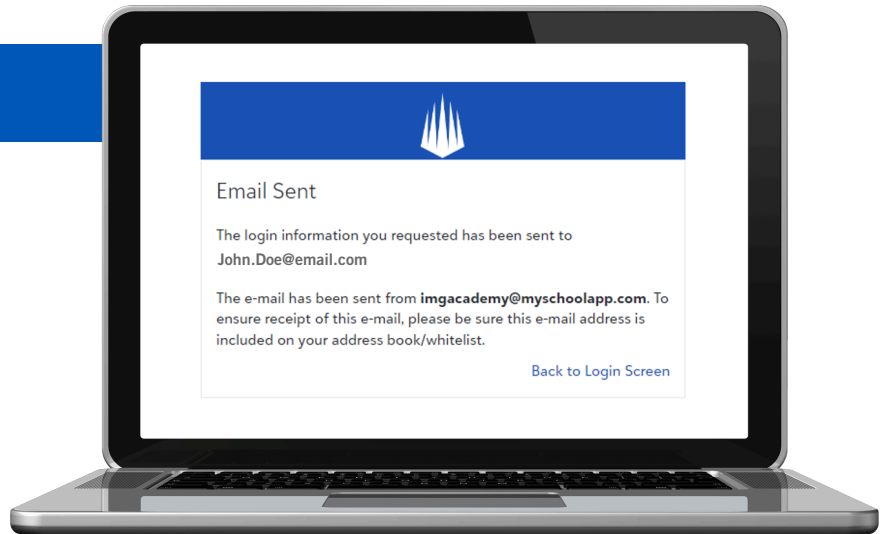 Email Sent
The login information you requested has been sent to
John.Doe@email.com
The e-mail has been sent from imgacademy@myschoolapp.com. To
ensure receipt of this e-mail, please be sure this e-mail address is
included on your address book/whitelist.
Back to Login Screen